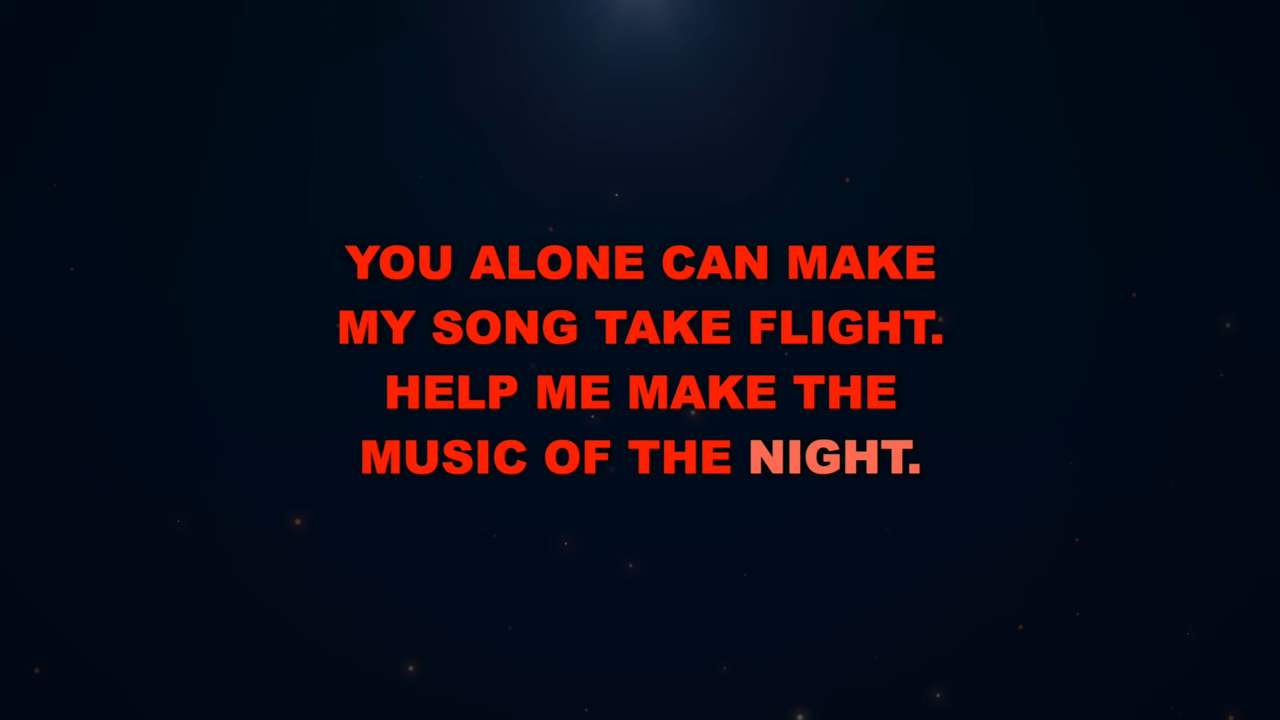 YOU ALONE CAN MAKE
MY SONG TAKE FLIGHT.
HELP ME MAKE THE
MUSIC OF THE NIGHT.